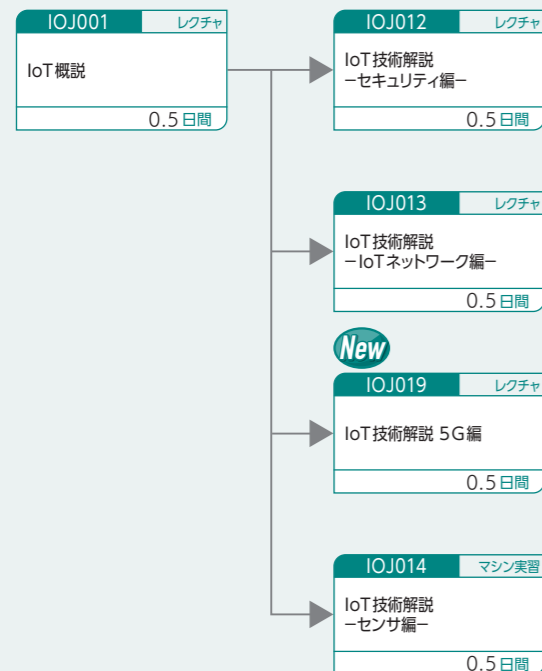 IOJ001 レクチャ
IoT概説
0.5日間
IOJ012 レクチャ
IoT技術解説
−セキュリティ編−
0.5日間
IOJ013 レクチャ
IoT技術解説
−IoTネットワーク編−
0.5日間
New
IOJ019 レクチャ
IoT技術解説 5G編
0.5日間
IOJ014 マシン実習
IoT技術解説
−センサ編−
0.5日間